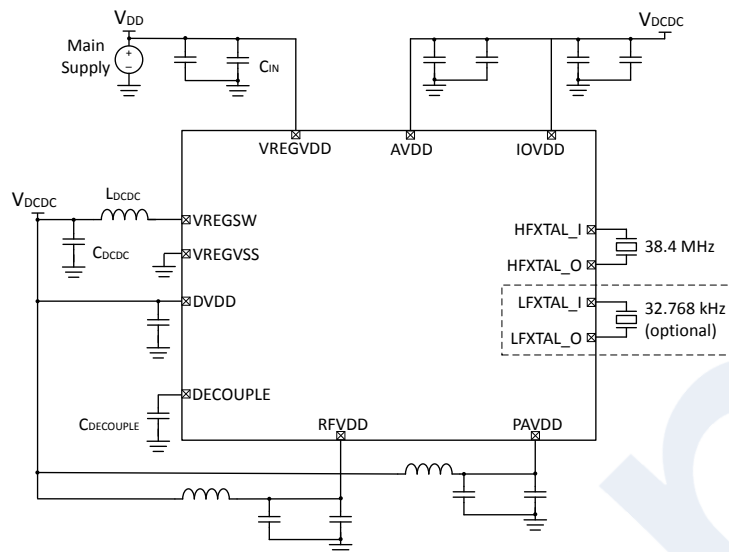 VDD
VDCDC
Main
Supply
+
–
CIN
VREGVDD
AVDD
IOVDD
VDCDC
LDCDC
VREGSW
HFXTAL_I
CDCDC
VREGVSS
38.4 MHz
HFXTAL_O
DVDD
LFXTAL_I
32.768 kHz
(optional)
LFXTAL_O
DECOUPLE
CDECOUPLE
RFVDD
PAVDD